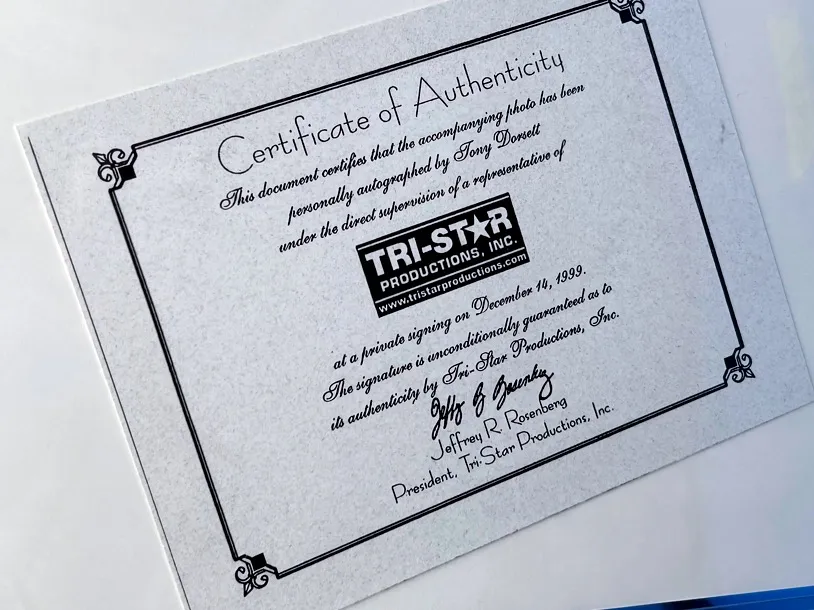 Certificate of Authenticity
This document certifies that the accompanying photo has been
personally autographed by Tony Dorsett
under the direct supervision of a representative of
TRI-STAR
PRODUCTIONS, INC.
www.tristarproductions.com
at a private signing on December 14, 1999.
The signature is unconditionally guaranteed as to
its authenticity by Tri-Star Productions, Inc.
Jeffrey R. Rosenberg
President, Tri-Star Productions, Inc.